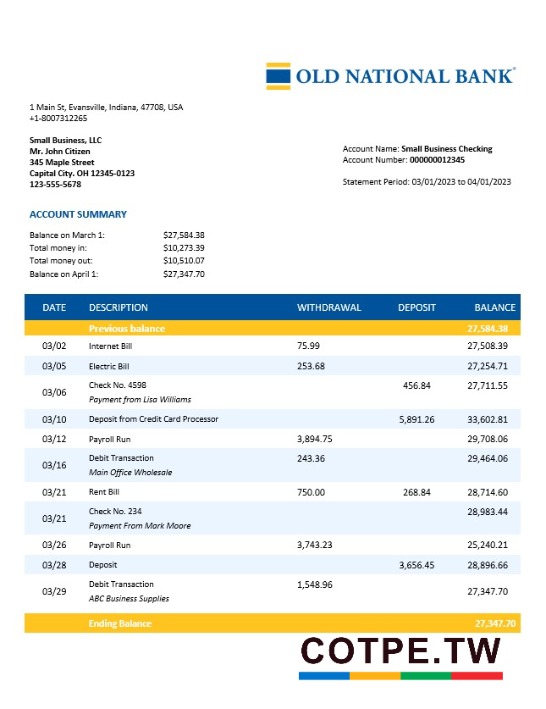 OLD NATIONAL BANK
1 Main St, Evansville, Indiana, 47708, USA
+1-8007312265
Small Business, LLC
Mr. John Citizen
345 Maple Street
Capital City. OH 12345-0123
123-555-5678
Account Name: Small Business Checking
Account Number: 000000012345
Statement Period: 03/01/2023 to 04/01/2023
ACCOUNT SUMMARY
Balance on March 1: $27,584.38
Total money in: $10,273.39
Total money out: $10,510.07
Balance on April 1: $27,347.70
DATE DESCRIPTION WITHDRAWAL DEPOSIT BALANCE
Previous balance 27,584.38
03/02 Internet Bill 75.99 27,508.39
03/05 Electric Bill 253.68 27,254.71
03/06 Check No. 4598 456.84 27,711.55
Payment from Lisa Williams
03/10 Deposit from Credit Card Processor 5,891.26 33,602.81
03/12 Payroll Run 3,894.75 29,708.06
03/16 Debit Transaction 243.36 29,464.06
Main Office Wholesale
03/21 Rent Bill 750.00 268.84 28,714.60
03/21 Check No. 234 28,983.44
Payment From Mark Moore
03/26 Payroll Run 3,743.23 25,240.21
03/28 Deposit 3,656.45 28,896.66
03/29 Debit Transaction 1,548.96 27,347.70
ABC Business Supplies
Ending Balance 27,347.70
COTPE.TW